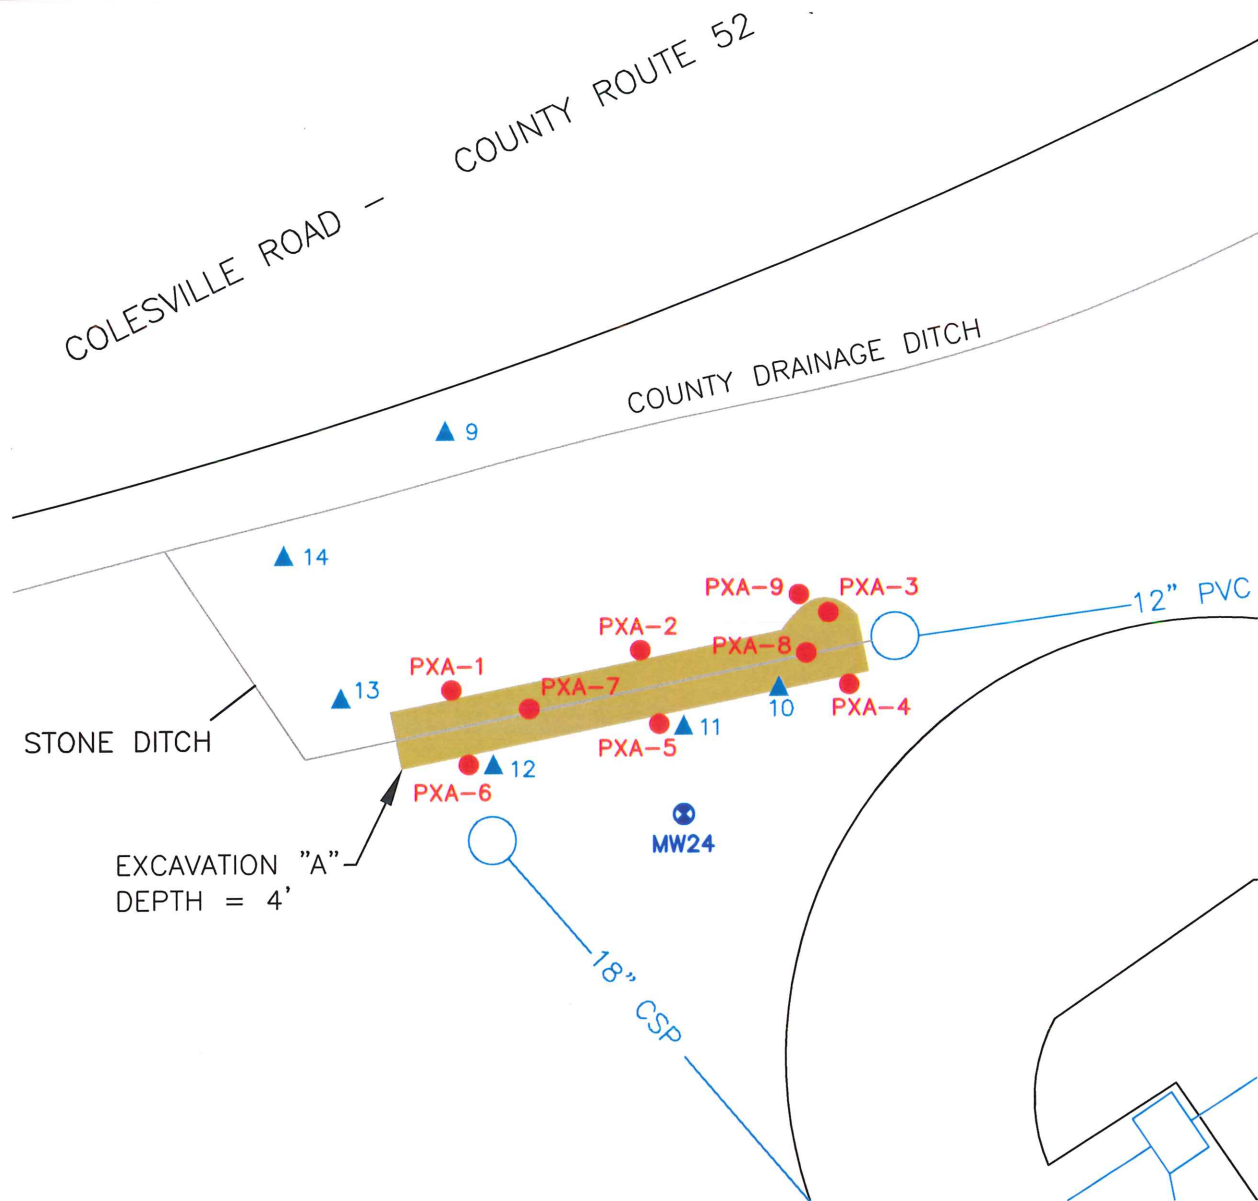 COLESVILLE ROAD - COUNTY ROUTE 52
COUNTY DRAINAGE DITCH
9
14
PXA-9
PXA-3
12" PVC
PXA-2
PXA-8
PXA-1
PXA-7
13
10
PXA-4
STONE DITCH
11
PXA-5
12
PXA-6
MW24
EXCAVATION "A"
DEPTH = 4'
18" CSP